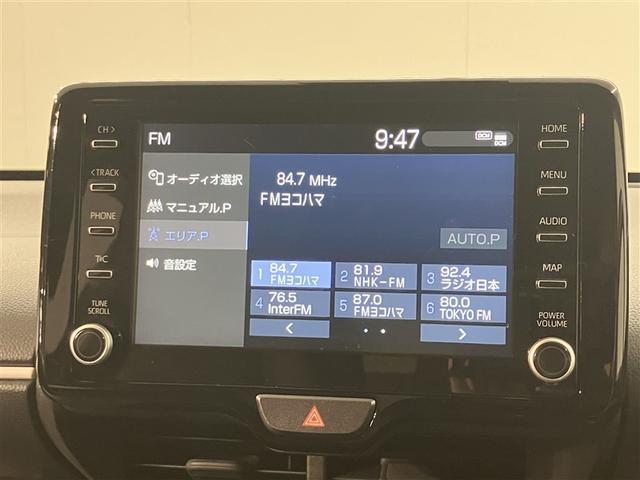 CH>
<TRACK
PHONE
T.C
TUNE
SCROLL
FM
9:47
DCM
DCM
オーディオ選択
マニュアル.P
エリア.P
音設定
84.7 MHz
FMヨコハマ
AUTO.P
1 84.7 FMヨコハマ
2 81.9 NHK-FM
3 92.4 ラジオ日本
4 76.5 InterFM
5 87.0 FMヨコハマ
6 80.0 TOKYO FM
<
>
HOME
MENU
AUDIO
MAP
POWER
VOLUME